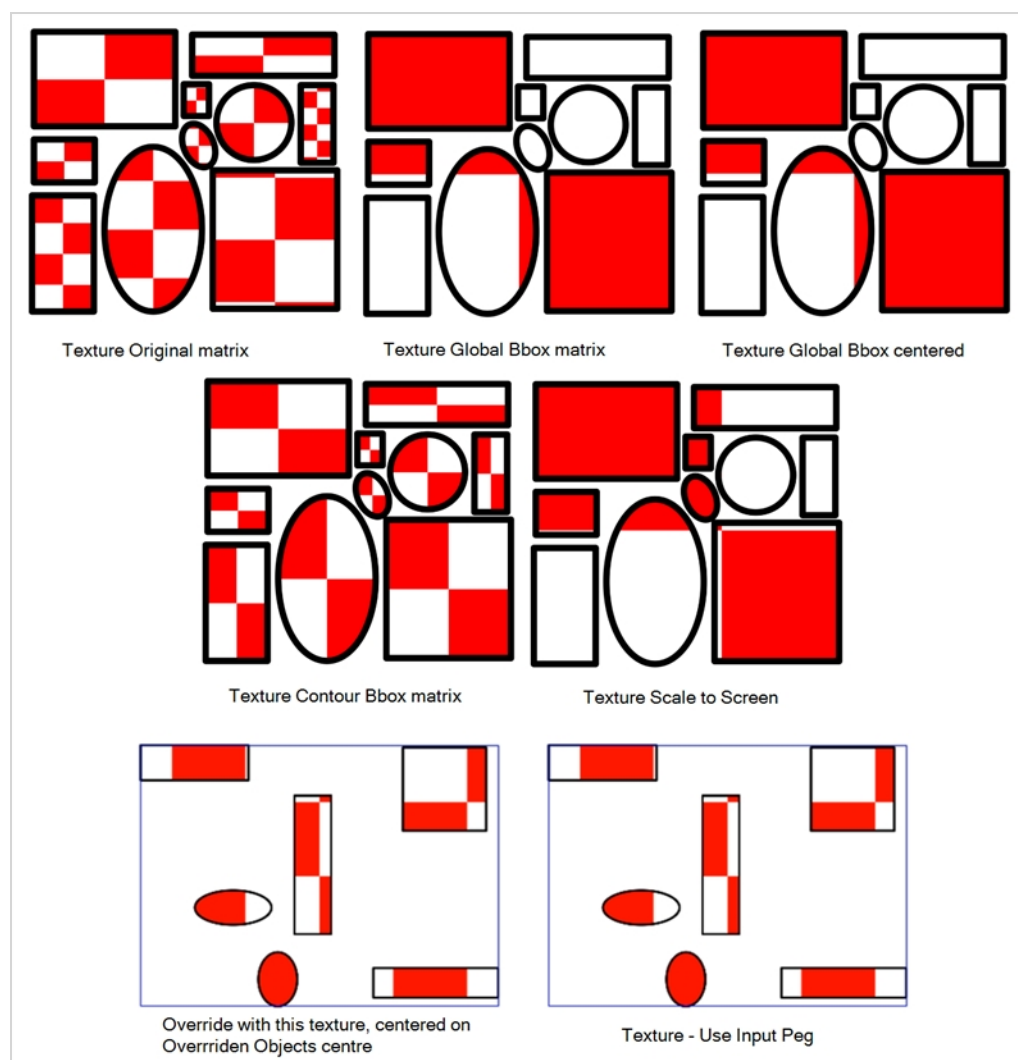 Texture Original matrix
Texture Global Bbox matrix
Texture Global Bbox centered
Texture Contour Bbox matrix
Texture Scale to Screen
Override with this texture, centered on
Overrriden Objects centre
Texture - Use Input Peg